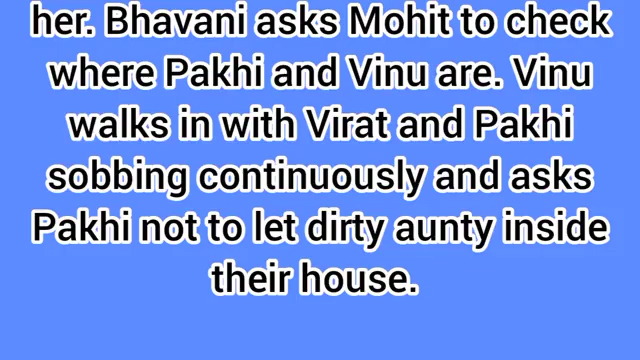 her. Bhavani asks Mohit to check
where Pakhi and Vinu are. Vinu
walks in with Virat and Pakhi
sobbing continuously and asks
Pakhi not to let dirty aunty inside
their house.